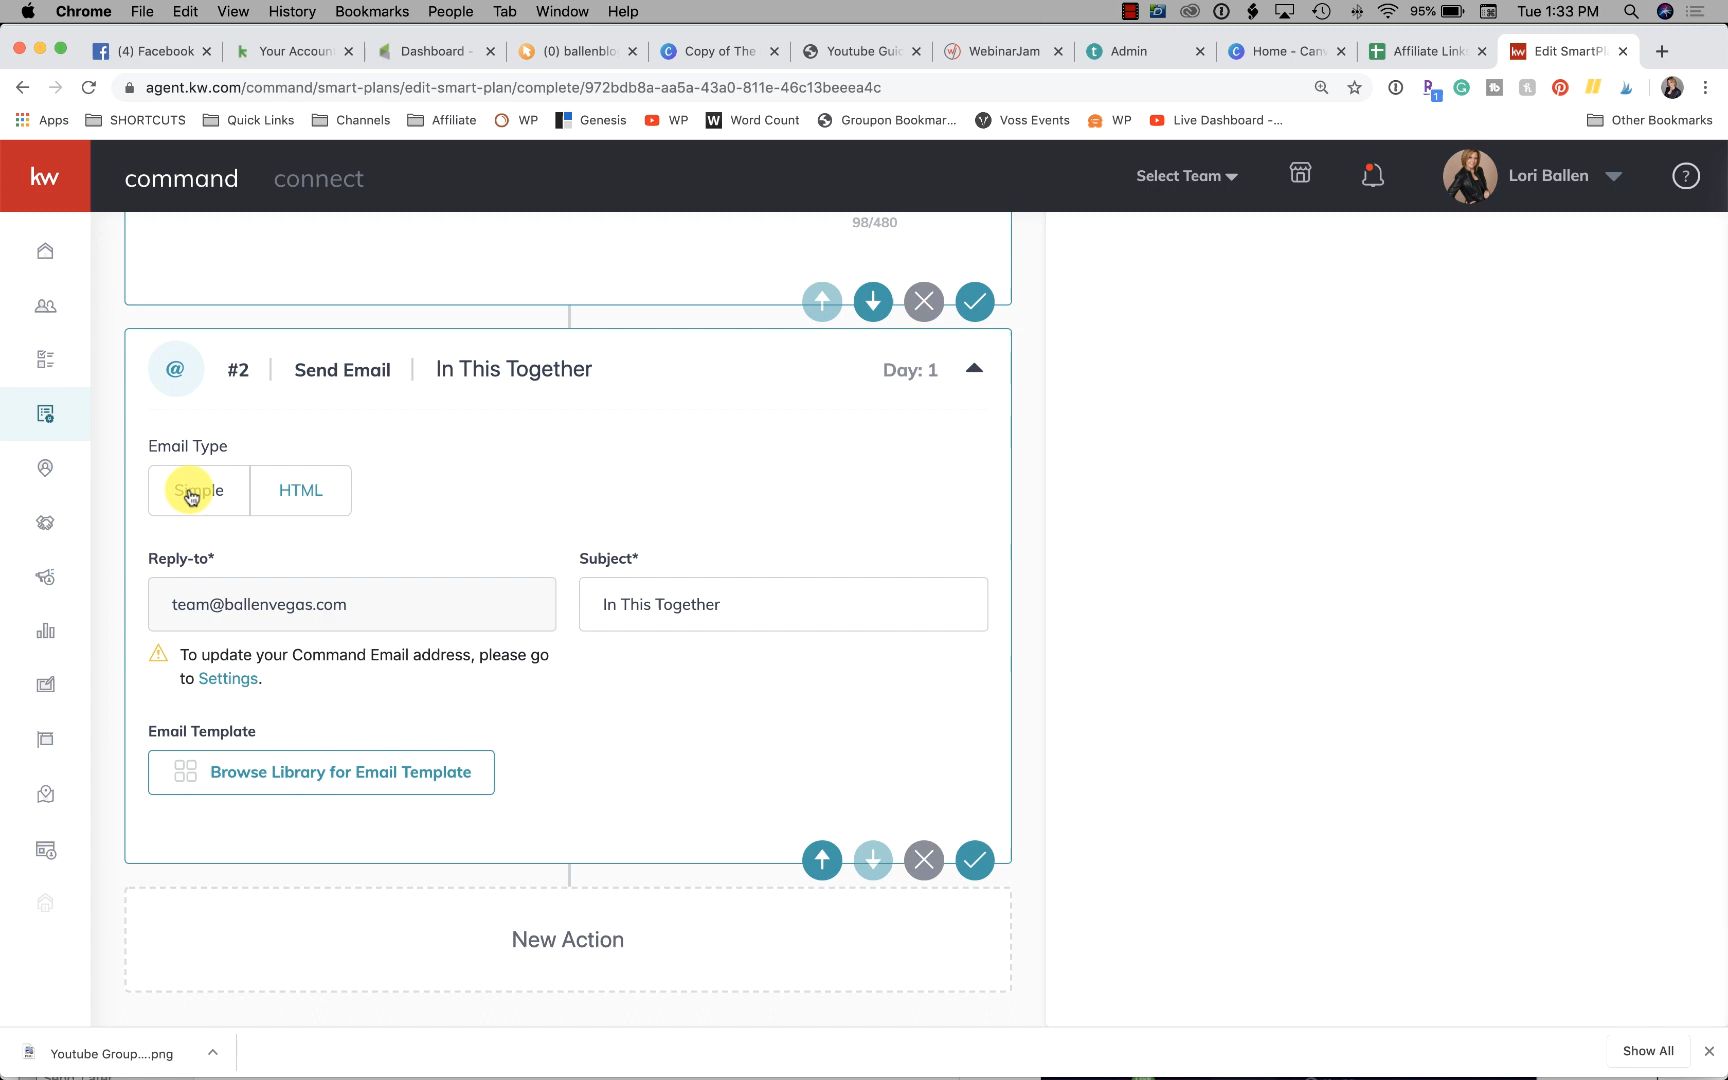 Chrome File Edit View History Bookmarks People Tab Window Help 95% Tue 1:33 PM
(4) Facebook Your Accoun Dashboard - (0) ballenblo Copy of The Youtube Guid WebinarJam Admin Home - Can Affiliate Link Edit SmartPl
agent.kw.com/command/smart-plans/edit-smart-plan/complete/972bdb8a-aa5a-43a0-811e-46c13beeea4c
Apps SHORTCUTS Quick Links Channels Affiliate WP Genesis WP Word Count Groupon Bookmar... Voss Events WP Live Dashboard -... Other Bookmarks
kw command connect Select Team Lori Ballen ?
98/480
@ #2 Send Email In This Together Day: 1
Email Type
Simple HTML
Reply-to* Subject*
team@ballenvegas.com In This Together
To update your Command Email address, please go
to Settings.
Email Template
Browse Library for Email Template
New Action
Youtube Group....png Show All